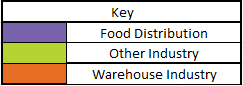 Key
Food Distribution
Other Industry
Warehouse Industry